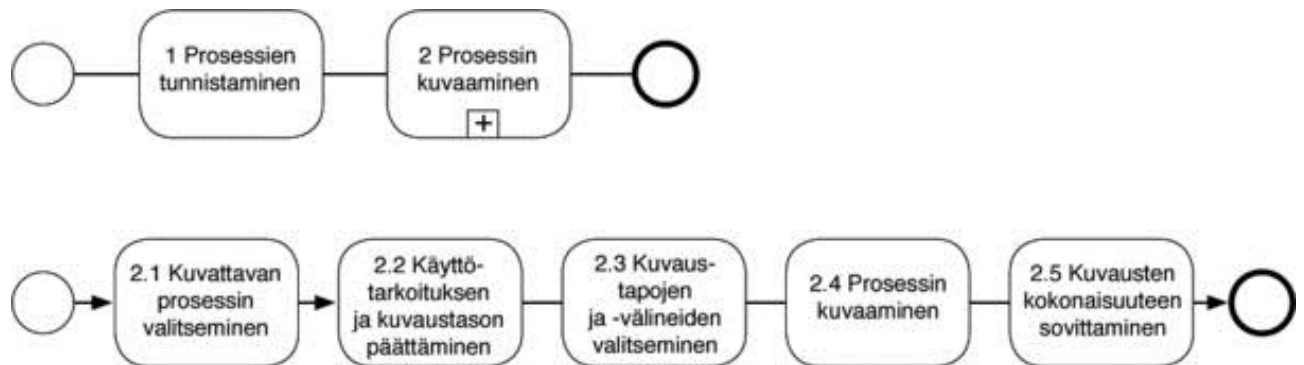 1 Prosessien
tunnistaminen
2 Prosessin
kuvaaminen
+
2.1 Kuvattavan
prosessin
valitseminen
2.2 Käyttö-
tarkoituksen
ja kuvaustason
päättäminen
2.3 Kuvaus-
tapojen
ja -välineiden
valitseminen
2.4 Prosessin
kuvaaminen
2.5 Kuvausten
kokonaisuuteen
sovittaminen